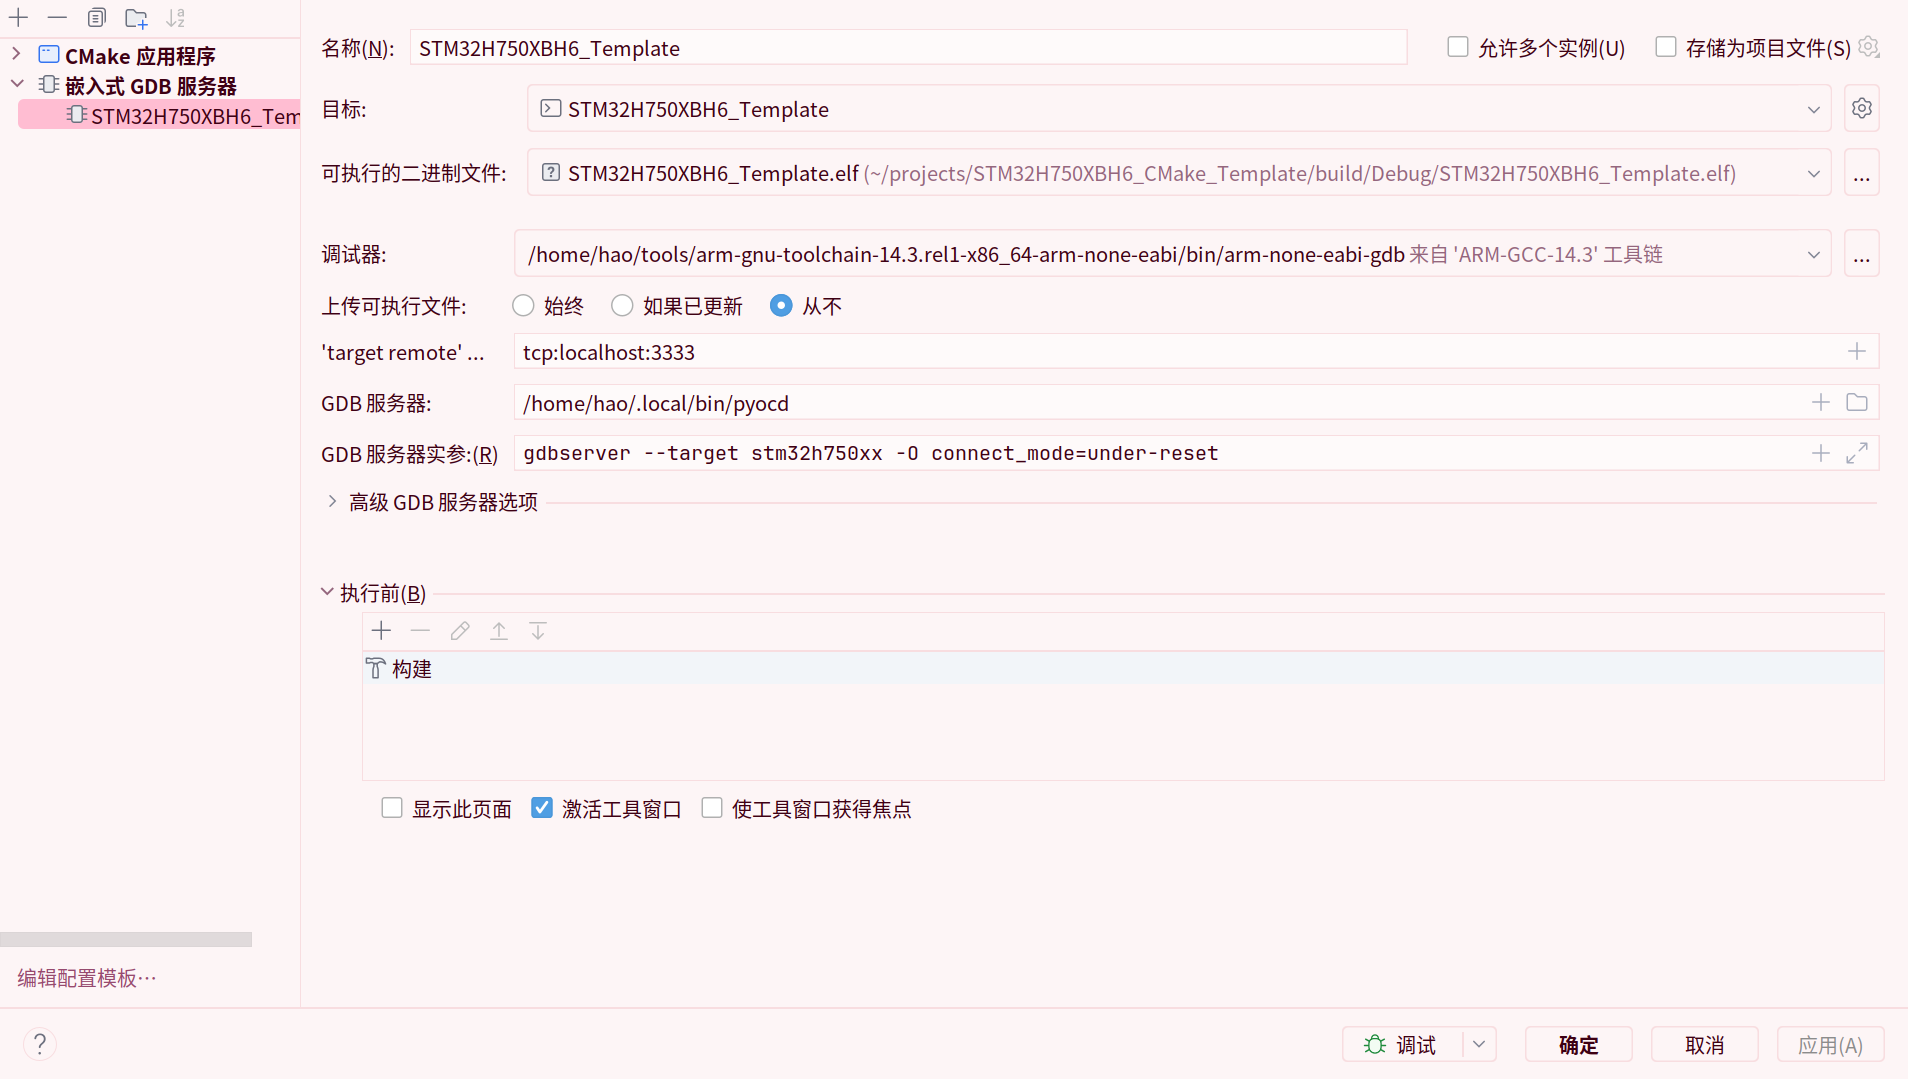 CMake 应用程序
嵌入式 GDB 服务器
STM32H750XBH6_Tem
编辑配置模板…
名称(N): STM32H750XBH6_Template 允许多个实例(U) 存储为项目文件(S)
目标: STM32H750XBH6_Template
可执行的二进制文件: STM32H750XBH6_Template.elf (~/projects/STM32H750XBH6_CMake_Template/build/Debug/STM32H750XBH6_Template.elf) ...
调试器: /home/hao/tools/arm-gnu-toolchain-14.3.rel1-x86_64-arm-none-eabi/bin/arm-none-eabi-gdb 来自 'ARM-GCC-14.3' 工具链 ...
上传可执行文件: 始终 如果已更新 从不
'target remote' ... tcp:localhost:3333
GDB 服务器: /home/hao/.local/bin/pyocd
GDB 服务器实参:(R) gdbserver --target stm32h750xx -O connect_mode=under-reset
高级 GDB 服务器选项
执行前(B)
构建
显示此页面 激活工具窗口 使工具窗口获得焦点
? 调试 确定 取消 应用(A)